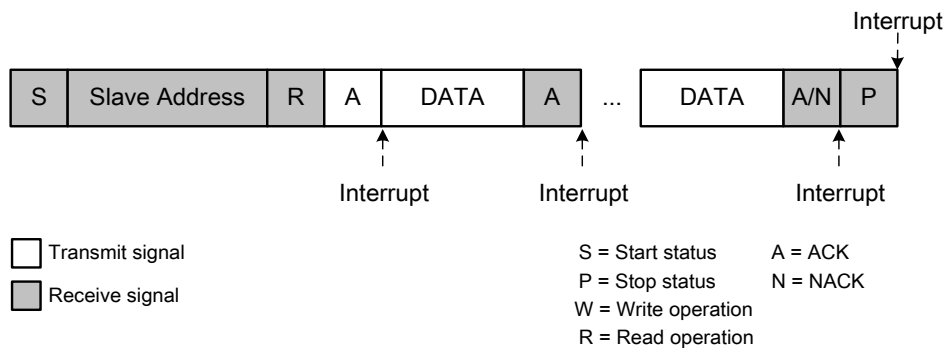 Interrupt
S Slave Address R A DATA A ... DATA A/N P
Interrupt Interrupt Interrupt
Transmit signal
Receive signal
S = Start status A = ACK
P = Stop status N = NACK
W = Write operation
R = Read operation